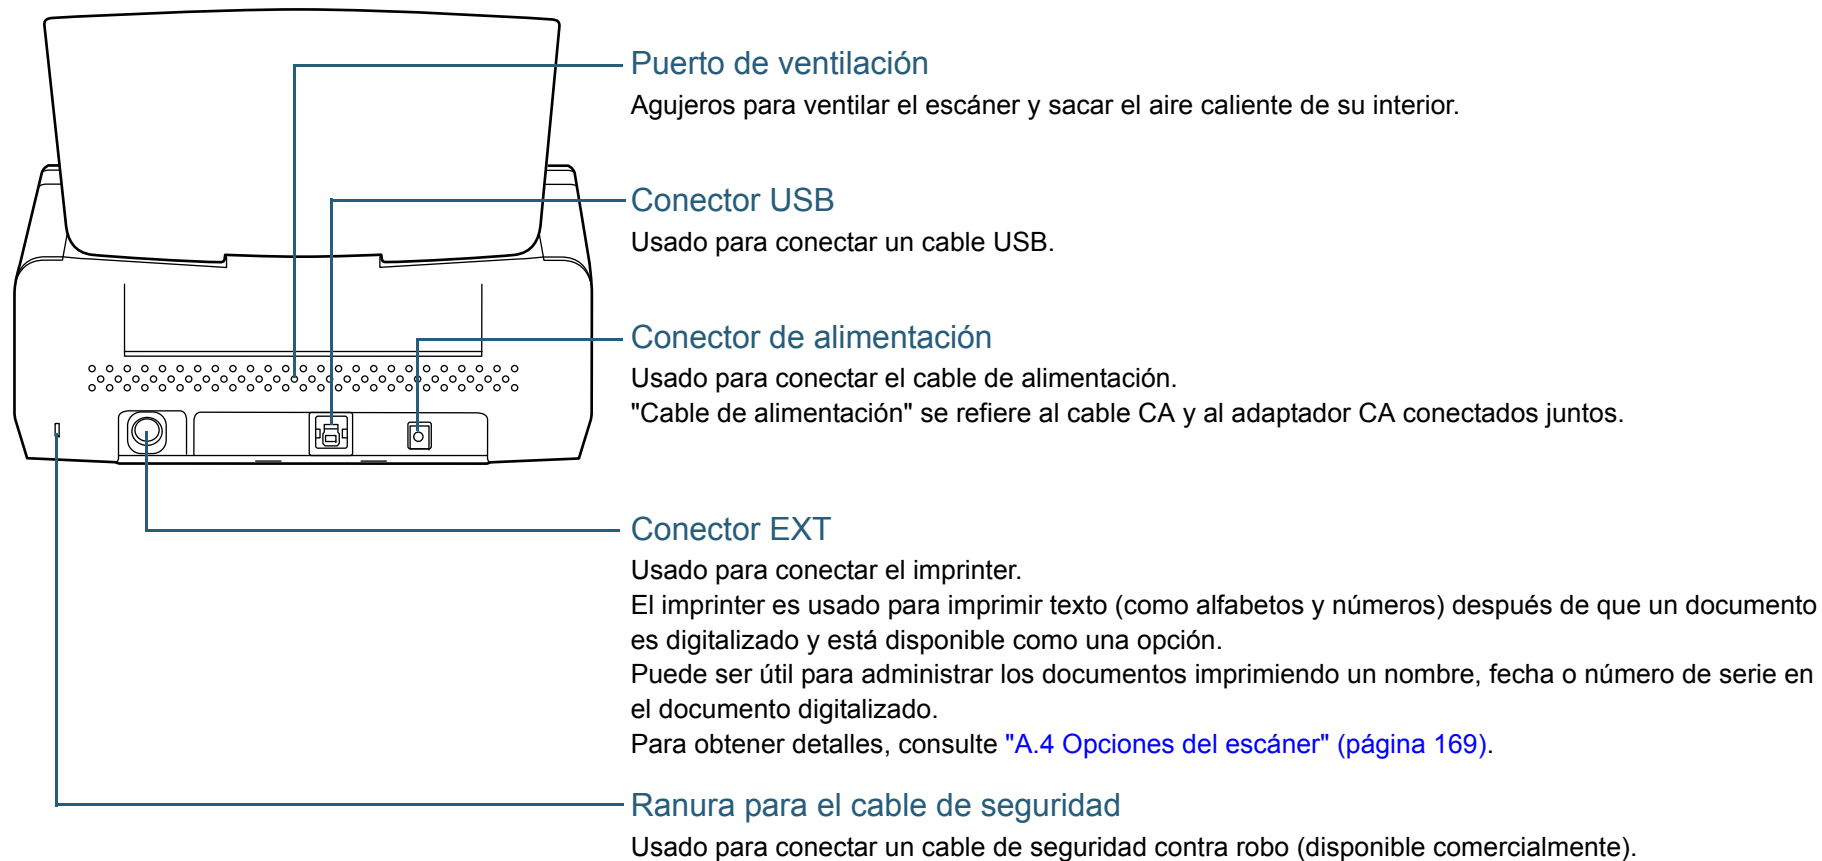 Puerto de ventilación
Agujeros para ventilar el escáner y sacar el aire caliente de su interior.
Conector USB
Usado para conectar un cable USB.
Conector de alimentación
Usado para conectar el cable de alimentación.
"Cable de alimentación" se refiere al cable CA y al adaptador CA conectados juntos.
Conector EXT
Usado para conectar el imprinter.
El imprinter es usado para imprimir texto (como alfabetos y números) después de que un documento
es digitalizado y está disponible como una opción.
Puede ser útil para administrar los documentos imprimiendo un nombre, fecha o número de serie en
el documento digitalizado.
Para obtener detalles, consulte "A.4 Opciones del escáner" (página 169).
Ranura para el cable de seguridad
Usado para conectar un cable de seguridad contra robo (disponible comercialmente).